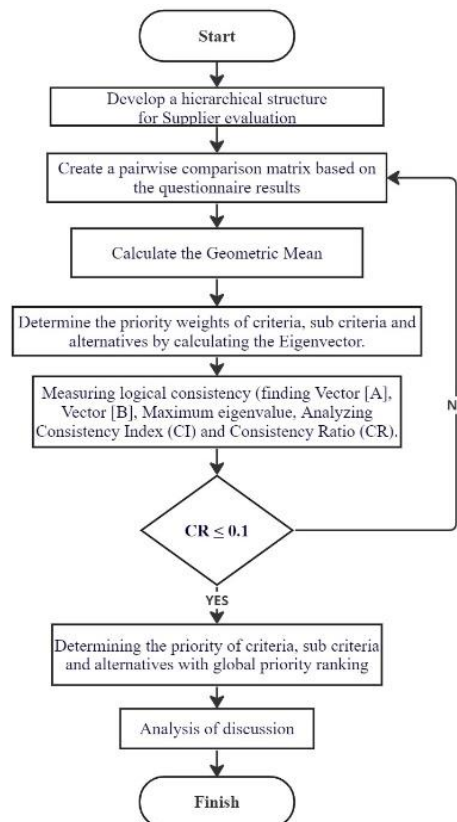 Start
Develop a hierarchical structure
for Supplier evaluation
Create a pairwise comparison matrix based on
the questionnaire results
Calculate the Geometric Mean
Determine the priority weights of criteria, sub criteria and
alternatives by calculating the Eigenvector.
Measuring logical consistency (finding Vector [A],
Vector [B], Maximum eigenvalue, Analyzing
Consistency Index (CI) and Consistency Ratio (CR).
N
CR ≤ 0.1
YES
Determining the priority of criteria, sub criteria
and alternatives with global priority ranking
Analysis of discussion
Finish